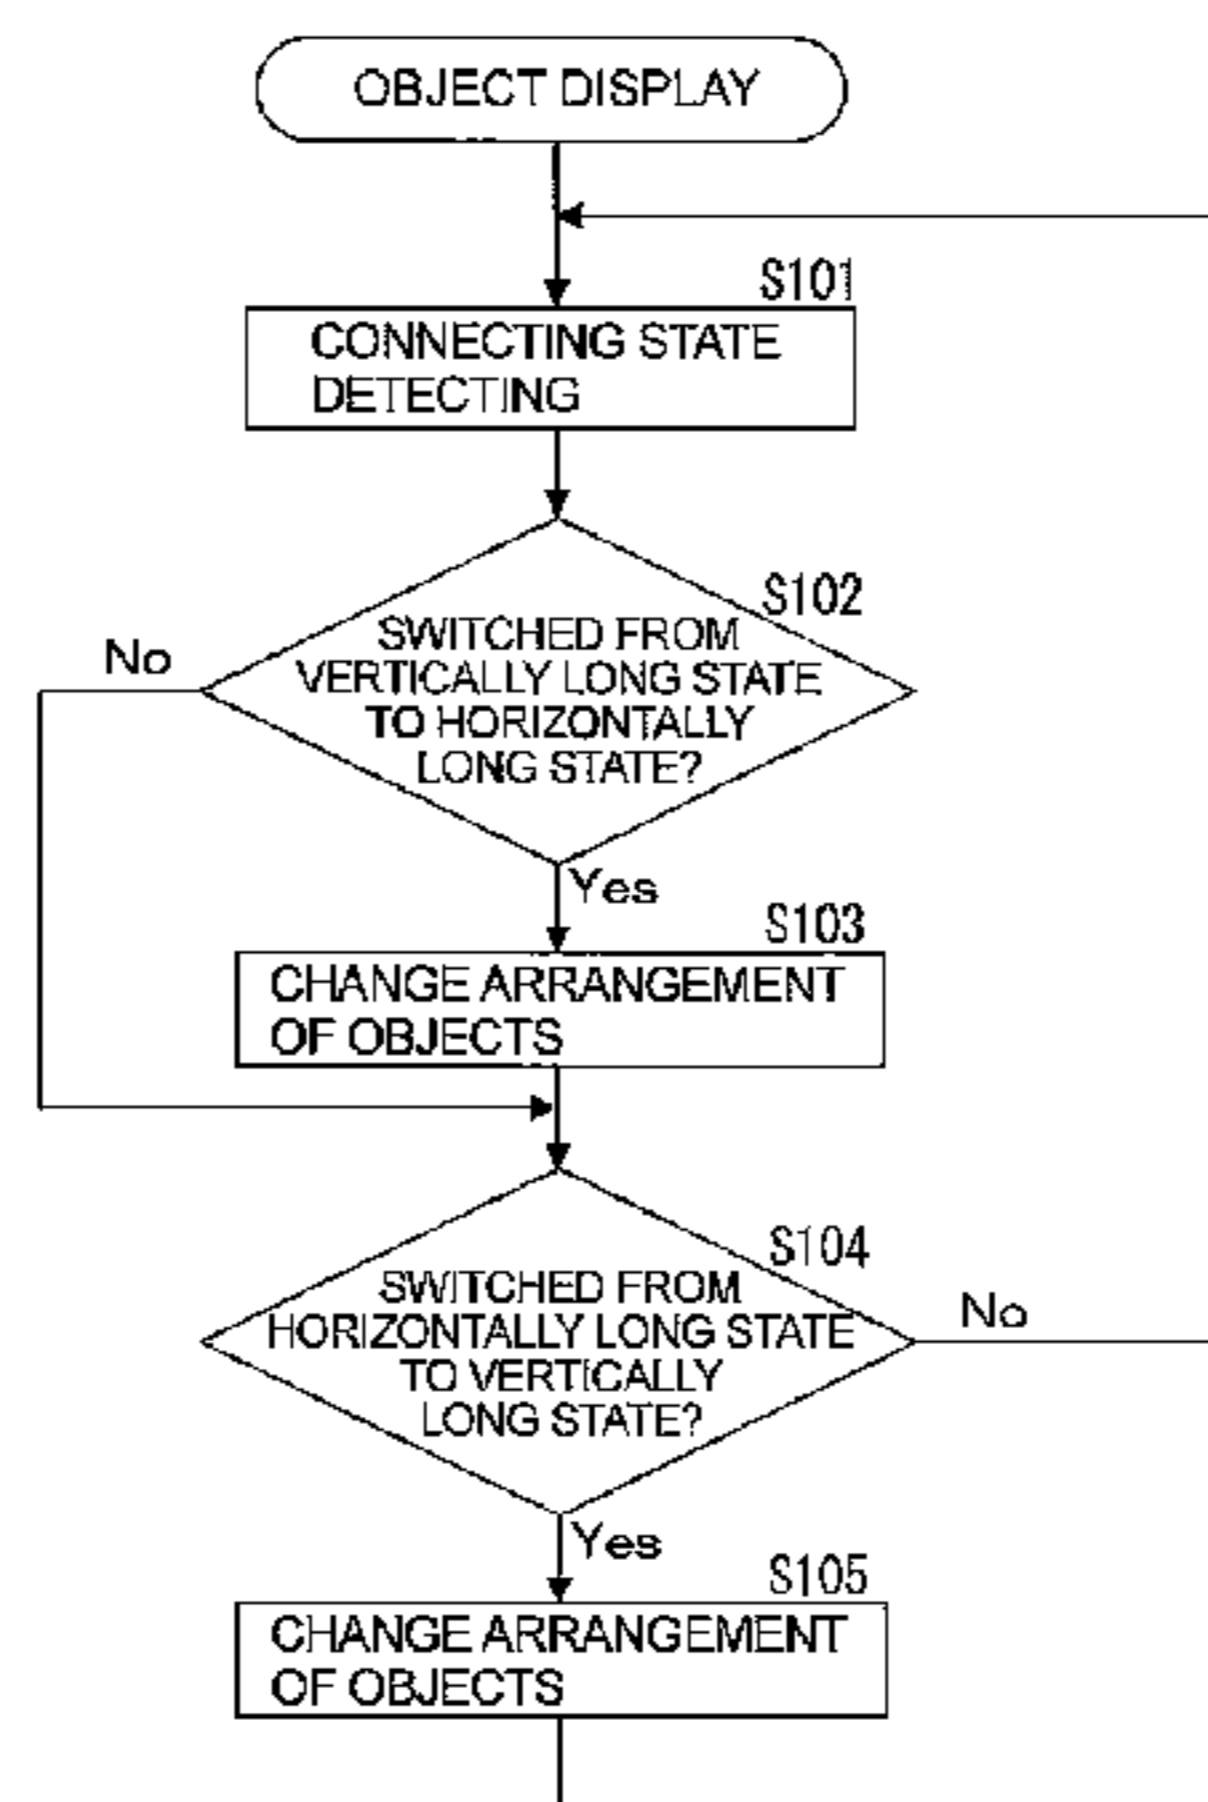 OBJECT DISPLAY
S101
CONNECTING STATE
DETECTING
S102
SWITCHED FROM
VERTICALLY LONG STATE
TO HORIZONTALLY
LONG STATE?
No
Yes
S103
CHANGE ARRANGEMENT
OF OBJECTS
S104
SWITCHED FROM
HORIZONTALLY LONG STATE
TO VERTICALLY
LONG STATE?
No
Yes
S105
CHANGE ARRANGEMENT
OF OBJECTS